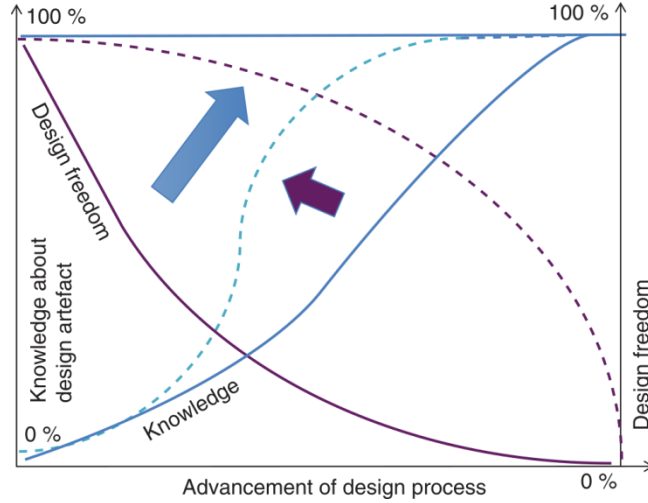 100 %
100 %
Design freedom
Knowledge about
design artefact
Design freedom
Knowledge
0 %
0 %
Advancement of design process